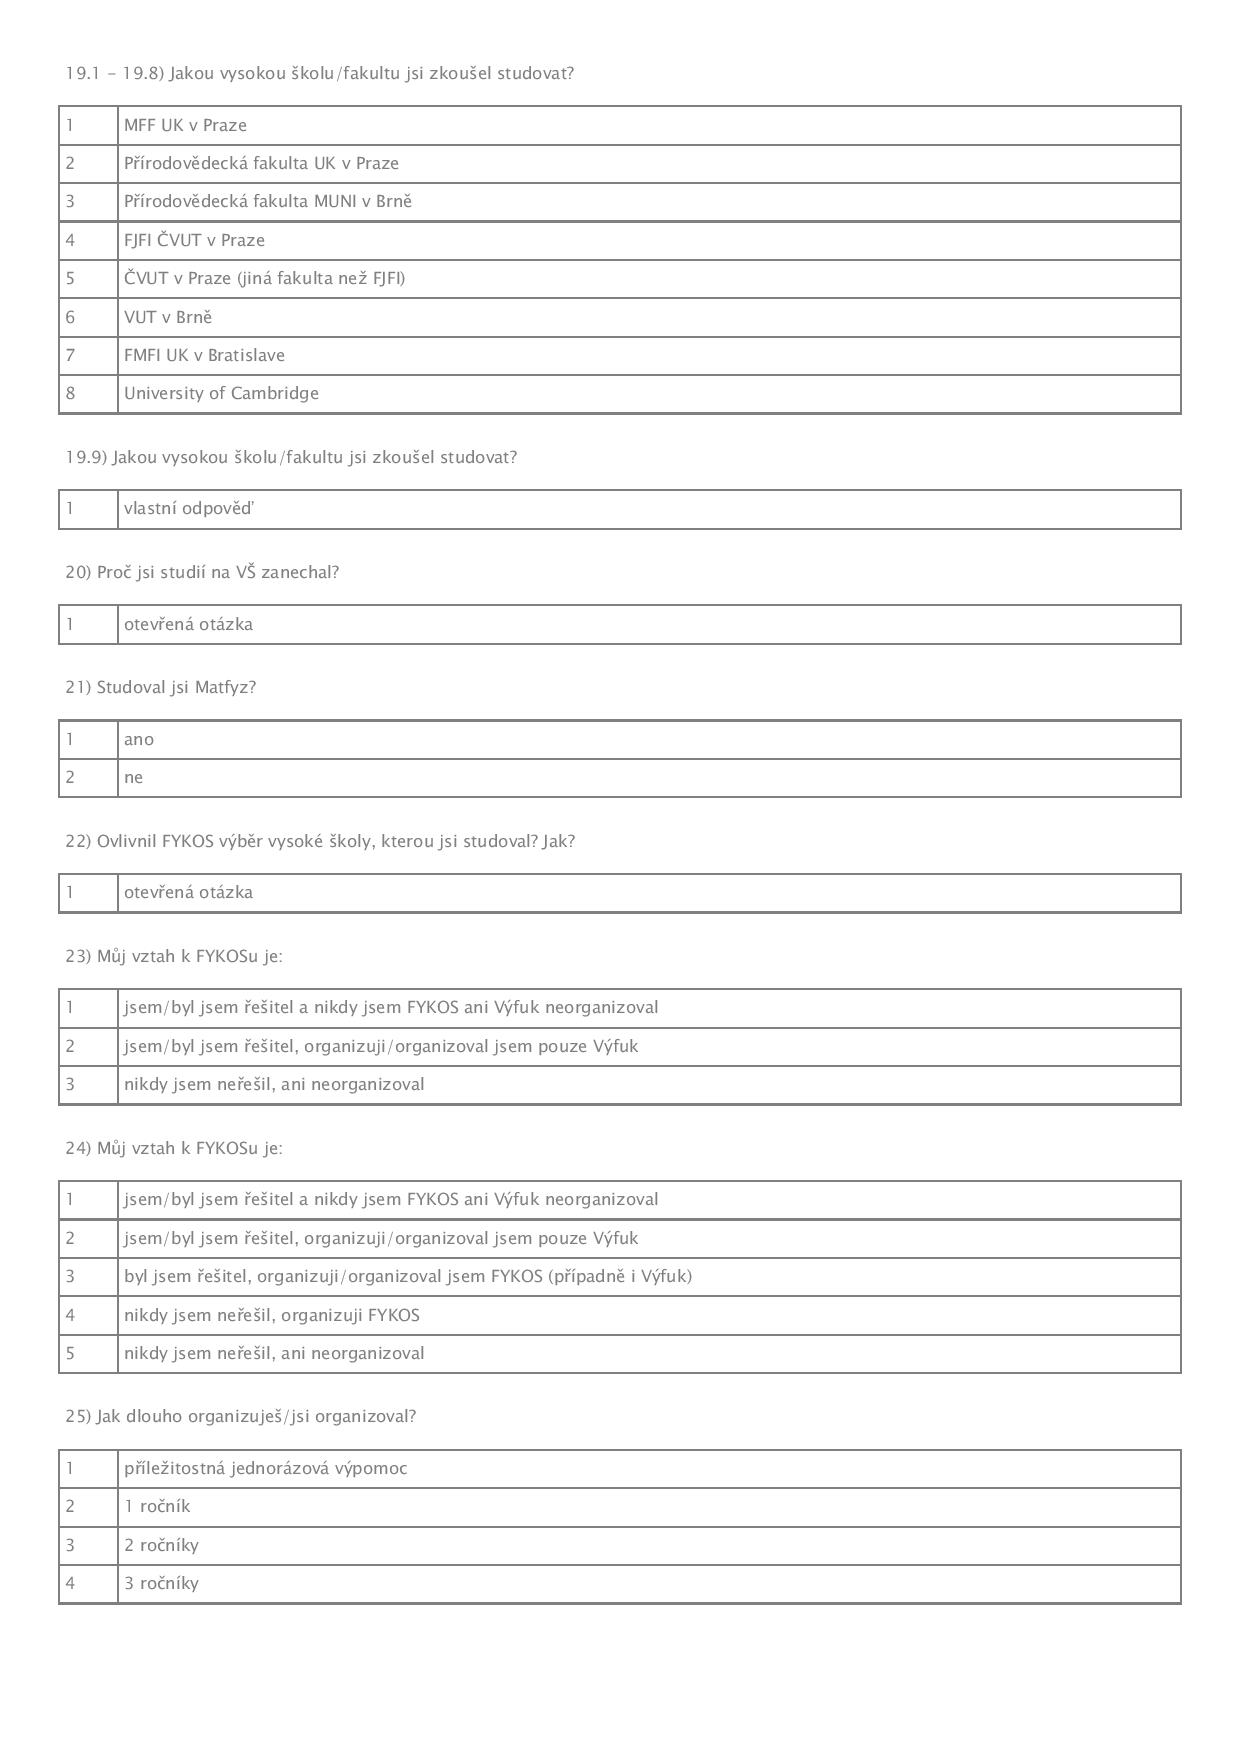 19.1 – 19.8) Jakou vysokou školu/fakultu jsi zkoušel studovat?
1 MFF UK v Praze
2 Přírodovědecká fakulta UK v Praze
3 Přírodovědecká fakulta MUNI v Brně
4 FJFI ČVUT v Praze
5 ČVUT v Praze (jiná fakulta než FJFI)
6 VUT v Brně
7 FMFI UK v Bratislave
8 University of Cambridge
19.9) Jakou vysokou školu/fakultu jsi zkoušel studovat?
1 vlastní odpověď
20) Proč jsi studií na VŠ zanechal?
1 otevřená otázka
21) Studoval jsi Matfyz?
1 ano
2 ne
22) Ovlivnil FYKOS výběr vysoké školy, kterou jsi studoval? Jak?
1 otevřená otázka
23) Můj vztah k FYKOSu je:
1 jsem/byl jsem řešitel a nikdy jsem FYKOS ani Výfuk neorganizoval
2 jsem/byl jsem řešitel, organizuji/organizoval jsem pouze Výfuk
3 nikdy jsem neřešil, ani neorganizoval
24) Můj vztah k FYKOSu je:
1 jsem/byl jsem řešitel a nikdy jsem FYKOS ani Výfuk neorganizoval
2 jsem/byl jsem řešitel, organizuji/organizoval jsem pouze Výfuk
3 byl jsem řešitel, organizuji/organizoval jsem FYKOS (případně i Výfuk)
4 nikdy jsem neřešil, organizuji FYKOS
5 nikdy jsem neřešil, ani neorganizoval
25) Jak dlouho organizuješ/jsi organizoval?
1 příležitostná jednorázová výpomoc
2 1 ročník
3 2 ročníky
4 3 ročníky